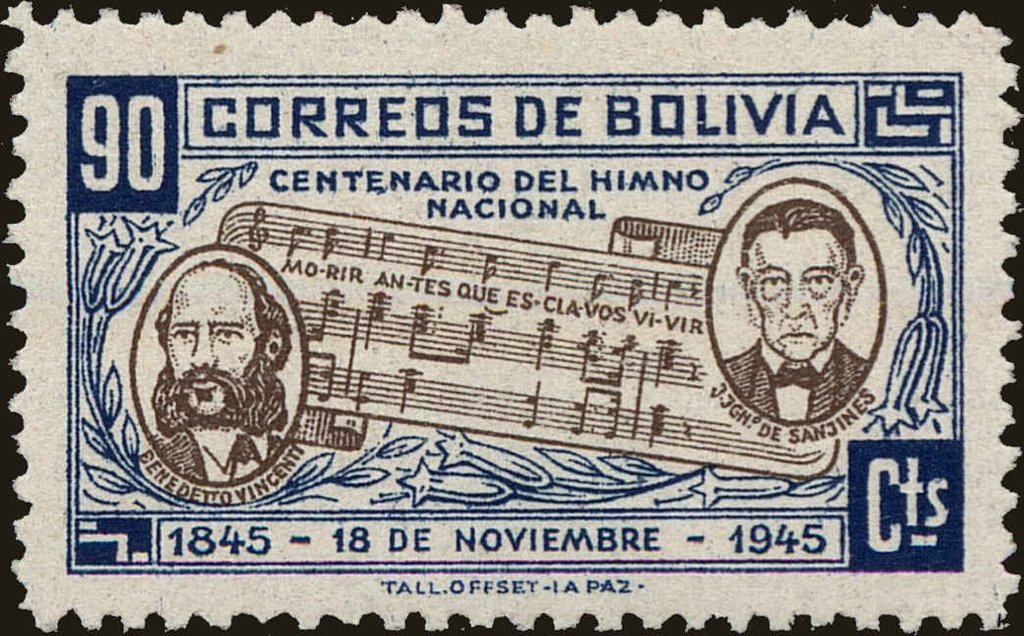 90
CORREOS DE BOLIVIA
CENTENARIO DEL HIMNO
NACIONAL
MO-RIR AN-TES QUE ES-CLA-VOS VI-VIR
BENEDETTO VINCENTI
J. IGN. DE SANJINES
Cts
1845 - 18 DE NOVIEMBRE - 1945
TALL. OFFSET - LA PAZ -